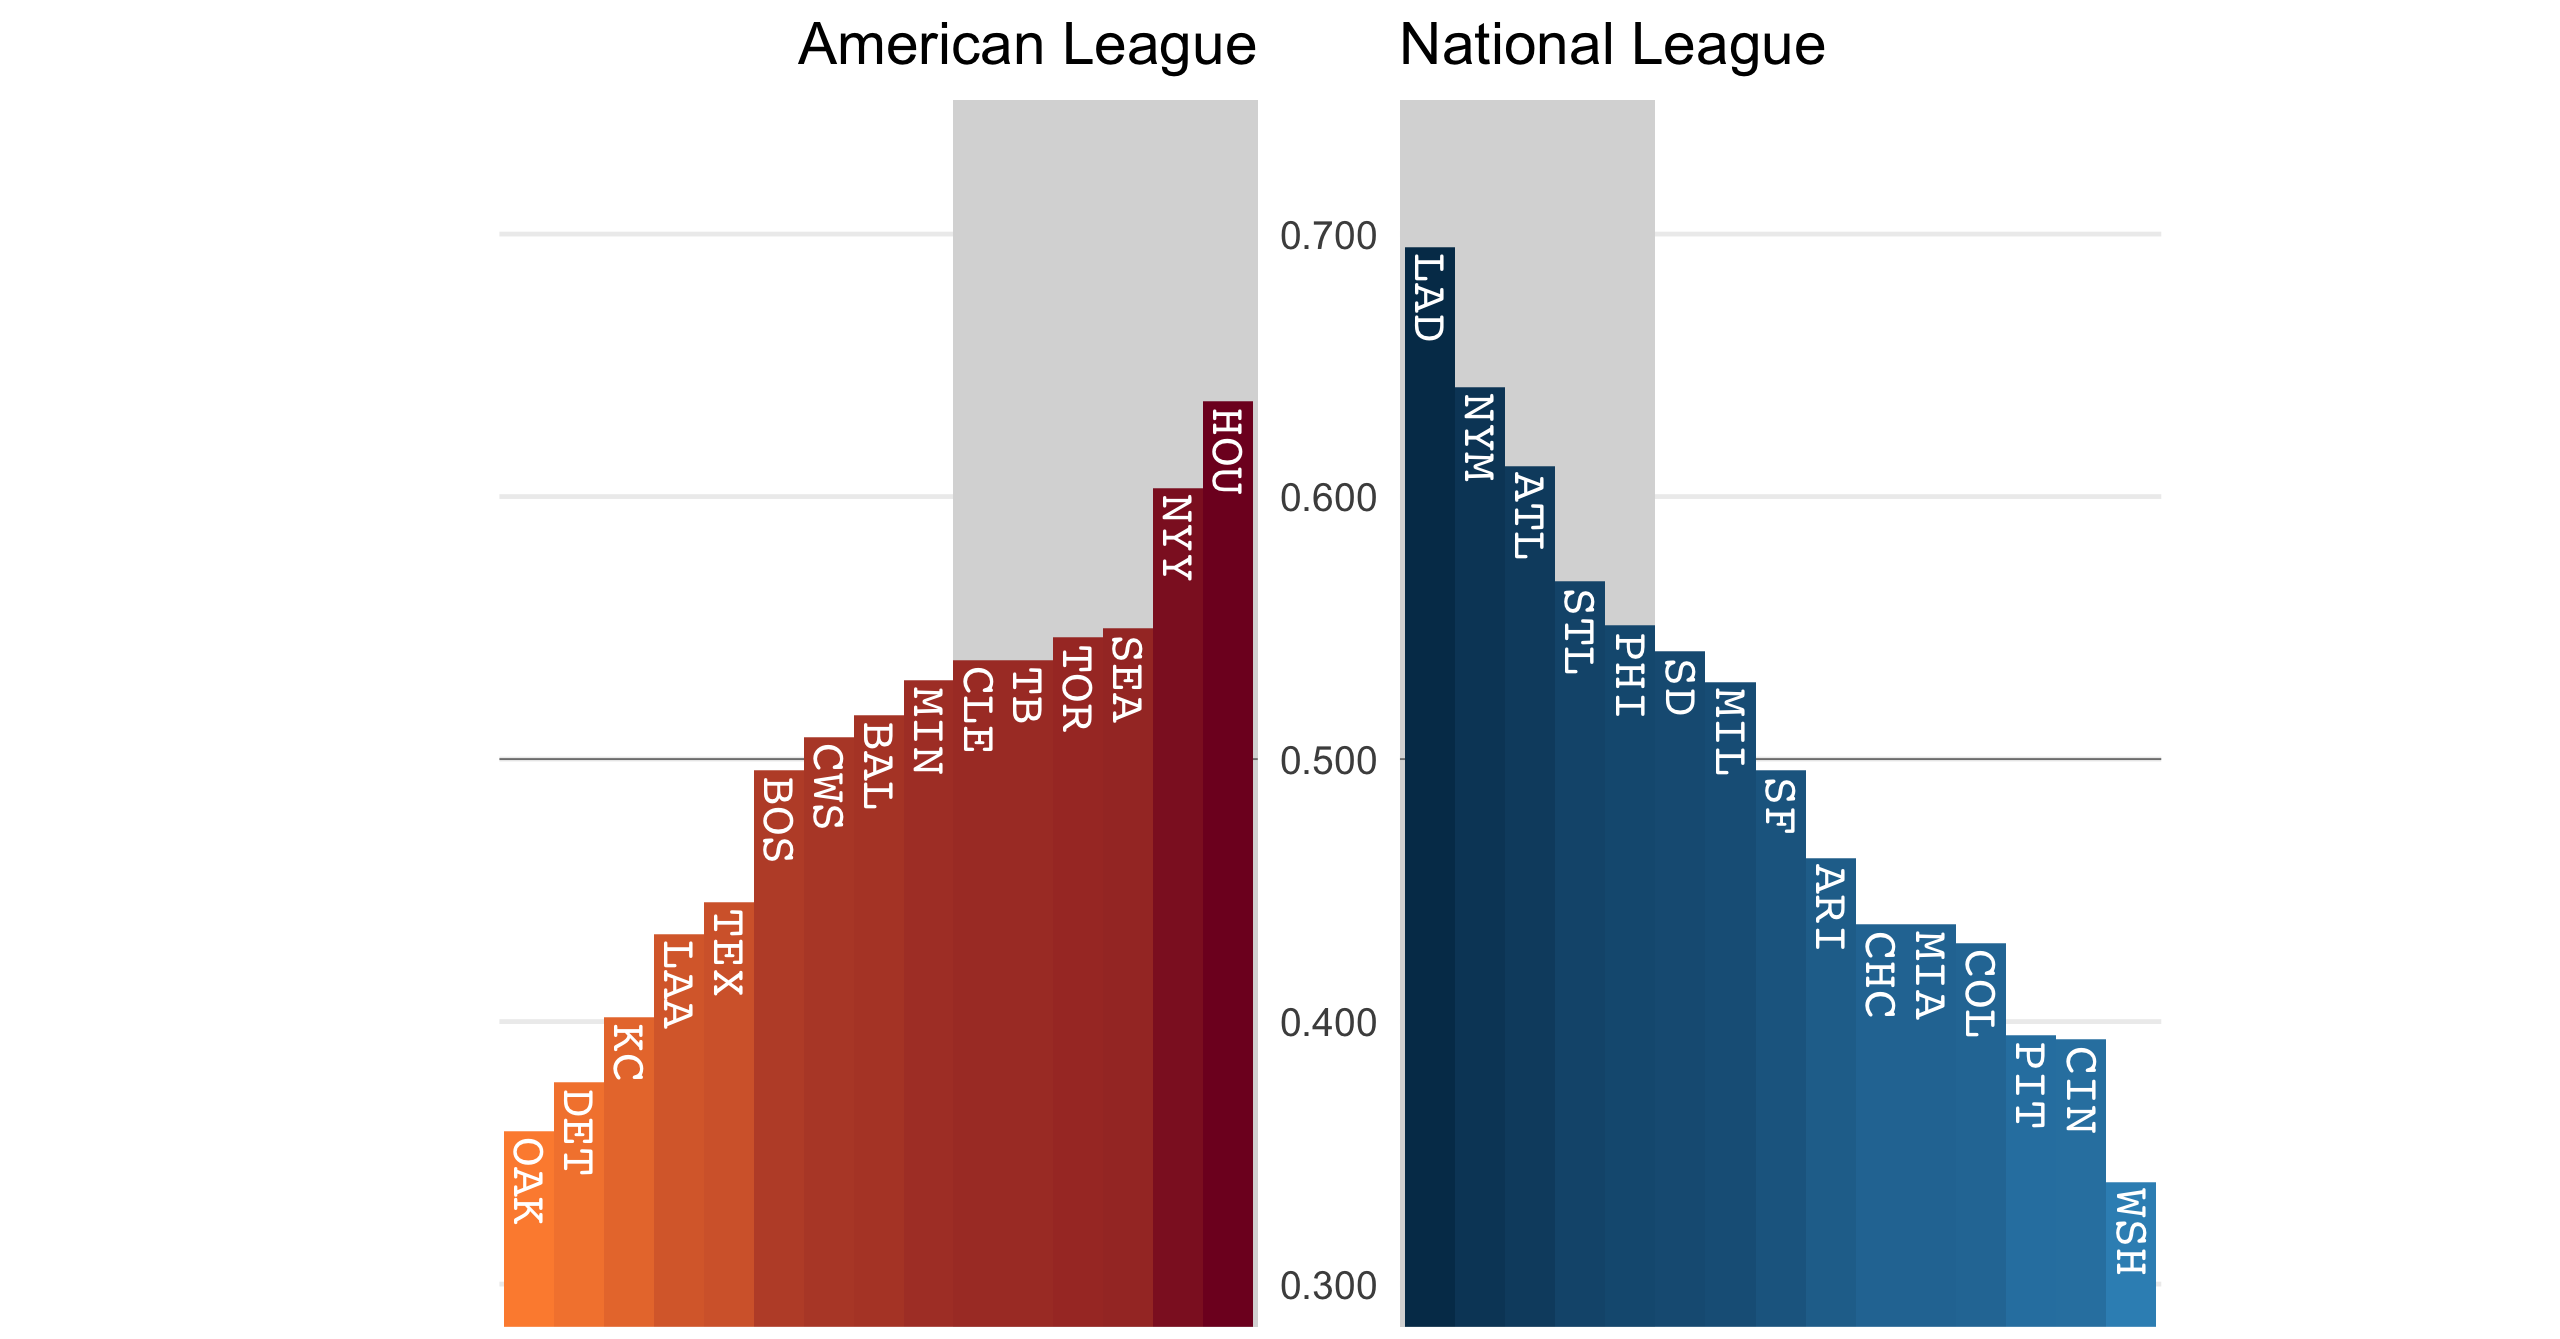 American League
National League
0.700
0.600
0.500
0.400
0.300
OAK
DET
KC
LAA
TEX
BOS
CWS
BAL
MIN
CLE
TB
TOR
SEA
NYY
HOU
LAD
NYM
ATL
STL
PHI
SD
MIL
SF
ARI
CHC
MIA
COL
PIT
CIN
WSH